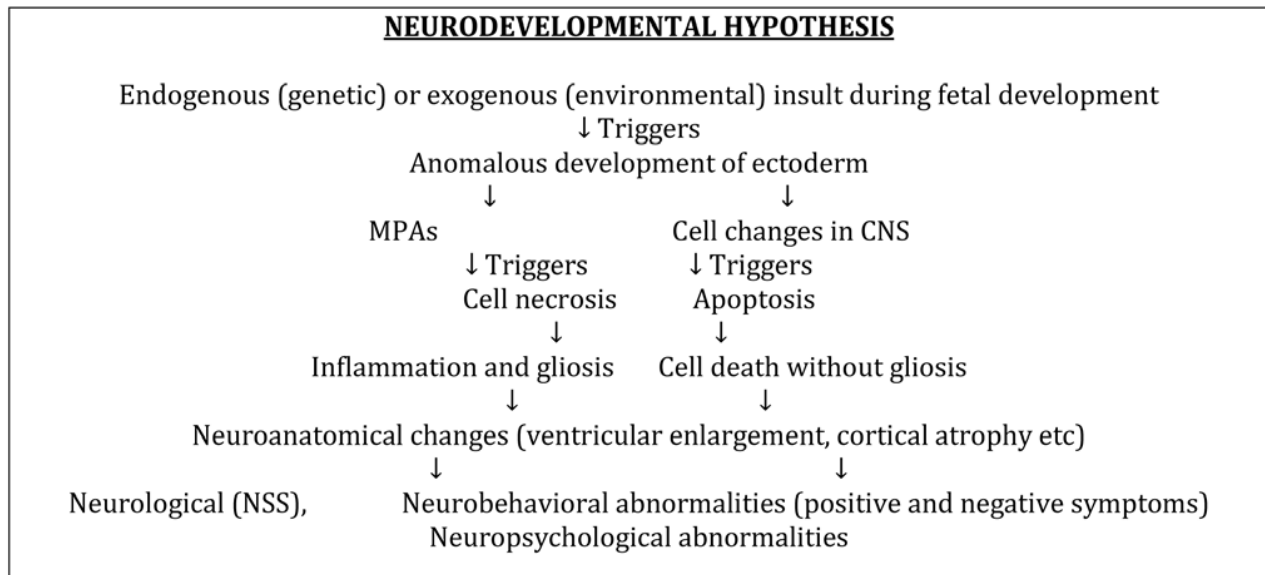 NEURODEVELOPMENTAL HYPOTHESIS
Endogenous (genetic) or exogenous (environmental) insult during fetal development
↓ Triggers
Anomalous development of ectoderm
↓ ↓
MPAs Cell changes in CNS
↓ Triggers ↓ Triggers
Cell necrosis Apoptosis
↓ ↓
Inflammation and gliosis Cell death without gliosis
↓ ↓
Neuroanatomical changes (ventricular enlargement, cortical atrophy etc)
↓ ↓
Neurological (NSS), Neurobehavioral abnormalities (positive and negative symptoms)
Neuropsychological abnormalities